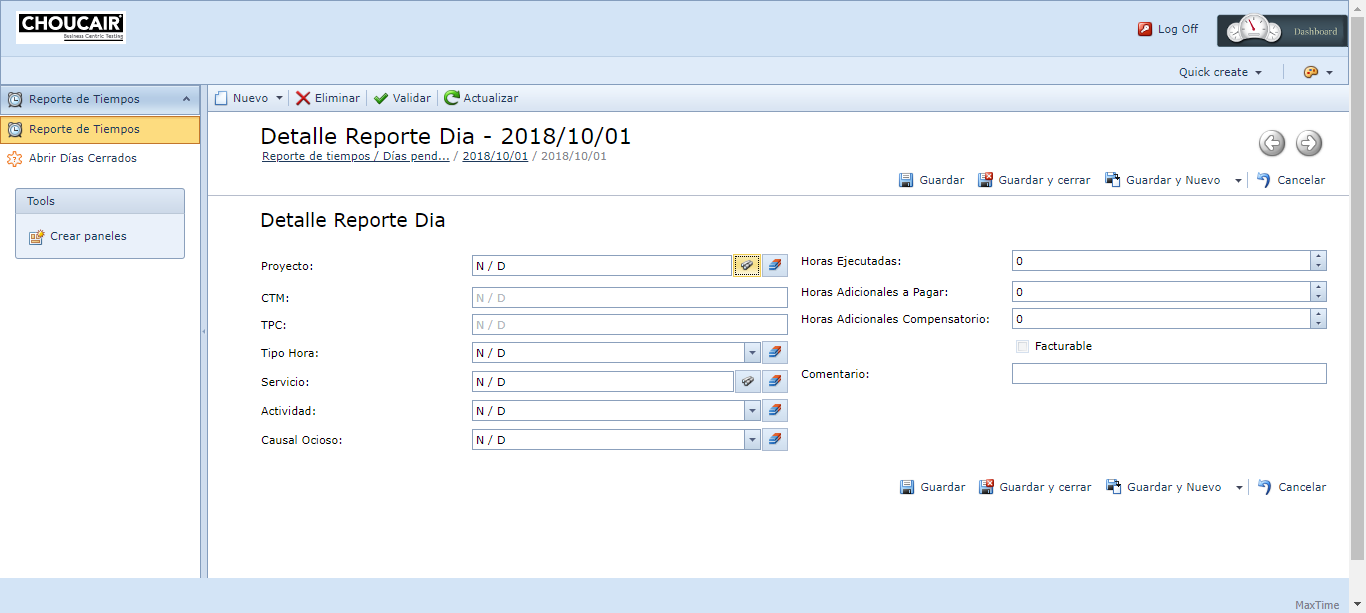 CHOUCAIR
Business Centric Testing
Log Off
Dashboard
Quick create
Reporte de Tiempos
Nuevo Eliminar Validar Actualizar
Reporte de Tiempos
Abrir Días Cerrados
Tools
Crear paneles
Detalle Reporte Dia - 2018/10/01
Reporte de tiempos / Días pend... / 2018/10/01 / 2018/10/01
Guardar Guardar y cerrar Guardar y Nuevo Cancelar
Detalle Reporte Dia
Proyecto: N / D
CTM: N / D
TPC: N / D
Tipo Hora: N / D
Servicio: N / D
Actividad: N / D
Causal Ocioso: N / D
Horas Ejecutadas: 0
Horas Adicionales a Pagar: 0
Horas Adicionales Compensatorio: 0
Facturable
Comentario:
Guardar Guardar y cerrar Guardar y Nuevo Cancelar
MaxTime